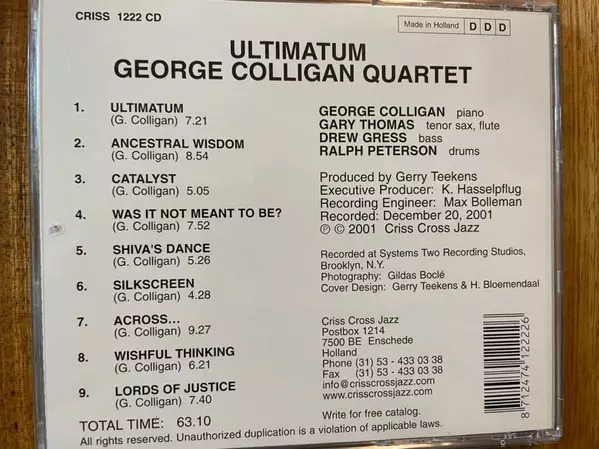 CRISS 1222 CD
Made in Holland D D D
ULTIMATUM
GEORGE COLLIGAN QUARTET
1. ULTIMATUM
(G. Colligan) 7.21
2. ANCESTRAL WISDOM
(G. Colligan) 8.54
3. CATALYST
(G. Colligan) 5.05
4. WAS IT NOT MEANT TO BE?
(G. Colligan) 7.52
5. SHIVA'S DANCE
(G. Colligan) 5.26
6. SILKSCREEN
(G. Colligan) 4.28
7. ACROSS...
(G. Colligan) 9.27
8. WISHFUL THINKING
(G. Colligan) 6.21
9. LORDS OF JUSTICE
(G. Colligan) 7.40
TOTAL TIME: 63.10
GEORGE COLLIGAN piano
GARY THOMAS tenor sax, flute
DREW GRESS bass
RALPH PETERSON drums
Produced by Gerry Teekens
Executive Producer: K. Hasselpflug
Recording Engineer: Max Bolleman
Recorded: December 20, 2001
℗ © 2001 Criss Cross Jazz
Recorded at Systems Two Recording Studios,
Brooklyn, N.Y.
Photography: Gildas Boclé
Cover Design: Gerry Teekens & H. Bloemendaal
Criss Cross Jazz
Postbox 1214
7500 BE Enschede
Holland
Phone (31) 53 - 433 03 38
Fax (31) 53 - 433 03 38
info@crisscrossjazz.com
www.crisscrossjazz.com
Write for free catalog.
8 712474 122226
All rights reserved. Unauthorized duplication is a violation of applicable laws.